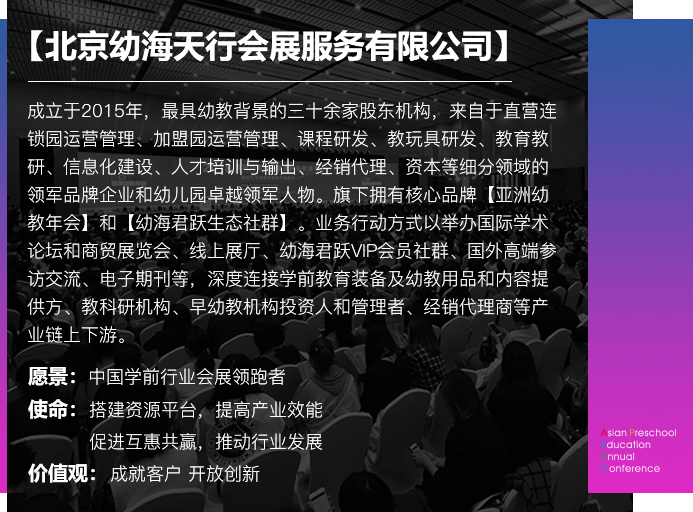 【北京幼海天行会展服务有限公司】
成立于2015年，最具幼教背景的三十余家股东机构，来自于直营连
锁园运营管理、加盟园运营管理、课程研发、教玩具研发、教育教
研、信息化建设、人才培训与输出、经销代理、资本等细分领域的
领军品牌企业和幼儿园卓越领军人物。旗下拥有核心品牌【亚洲幼
教年会】和【幼海君跃生态社群】。业务行动方式以举办国际学术
论坛和商贸展览会、线上展厅、幼海君跃VIP会员社群、国外高端参
访交流、电子期刊等，深度连接学前教育装备及幼教用品和内容提
供方、教科研机构、早幼教机构投资人和管理者、经销代理商等产
业链上下游。
愿景：中国学前行业会展领跑者
使命：搭建资源平台，提高产业效能
促进互惠共赢，推动行业发展
价值观：成就客户 开放创新
Asian Preschool
Education
Annual
Conference